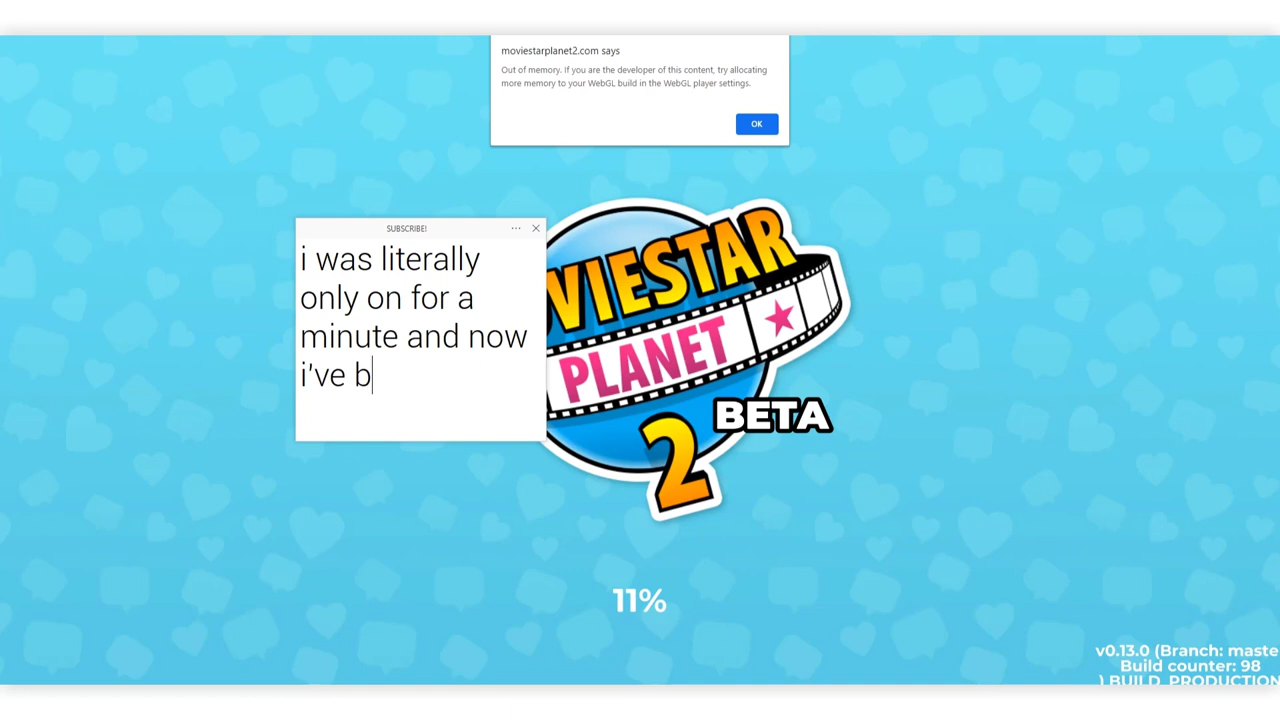 moviestarplanet2.com says
Out of memory. If you are the developer of this content, try allocating
more memory to your WebGL build in the WebGL player settings.
OK
SUBSCRIBE!
i was literally
only on for a
minute and now
i've b
VIESTAR
PLANET
2
BETA
11%
v0.13.0 (Branch: maste
Build counter: 98
) BUILD_PRODUCTION